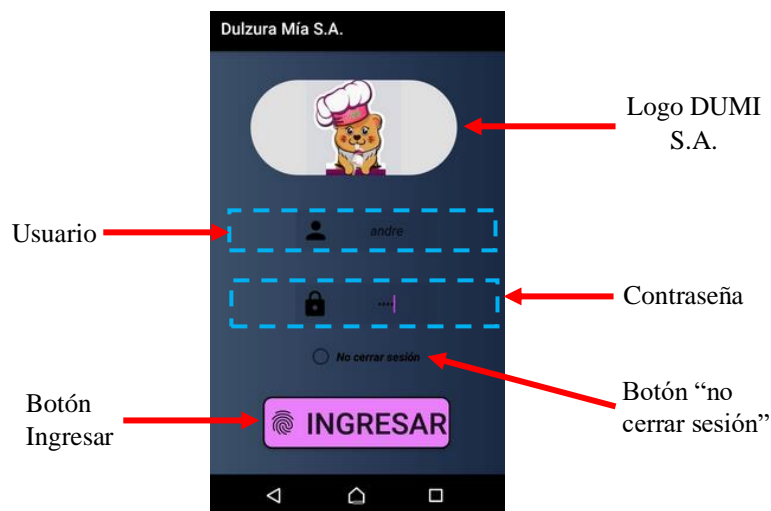 Dulzura Mía S.A.
Logo DUMI
S.A.
Usuario
andre
Contraseña
No cerrar sesión
Botón “no
cerrar sesión”
Botón
Ingresar
INGRESAR